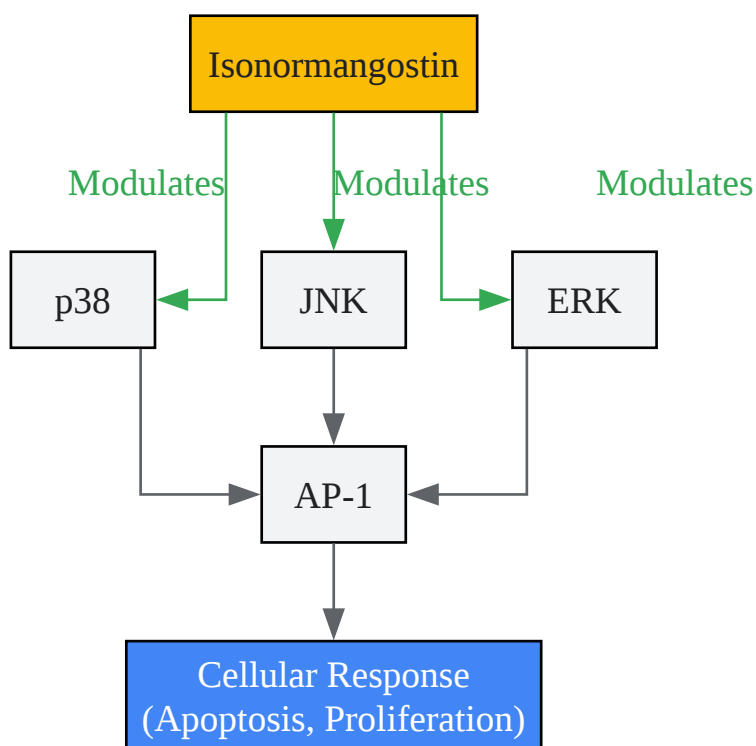 Isonormangostin
Modulates
Modulates
Modulates
p38
JNK
ERK
AP-1
Cellular Response
(Apoptosis, Proliferation)